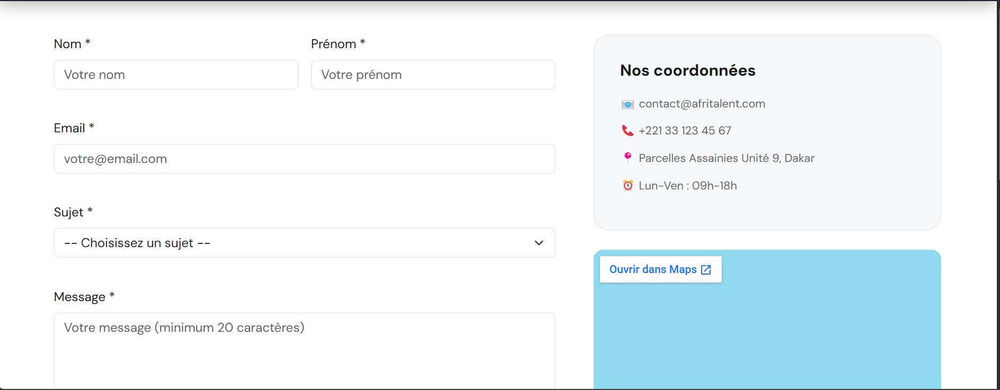 Nom *
Prénom *
Votre nom
Votre prénom
Email *
votre@email.com
Sujet *
-- Choisissez un sujet --
Message *
Votre message (minimum 20 caractères)
Nos coordonnées
contact@afritalent.com
+221 33 123 45 67
Parcelles Assainies Unité 9, Dakar
Lun-Ven : 09h-18h
Ouvrir dans Maps